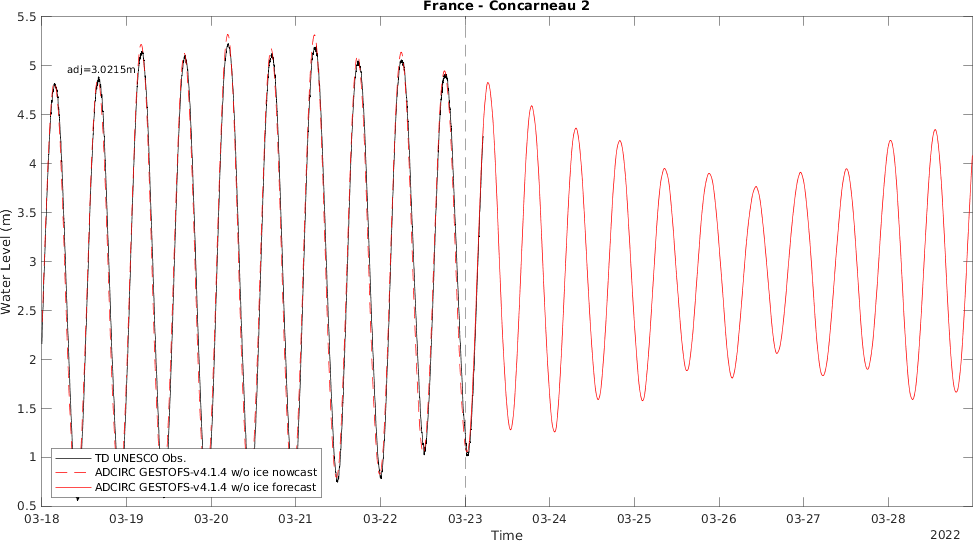 France - Concarneau 2
adj=3.0215m
5.5
5
4.5
4
3.5
3
2.5
2
1.5
1
0.5
Water Level (m)
TD UNESCO Obs.
ADCIRC GESTOFS-v4.1.4 w/o ice nowcast
ADCIRC GESTOFS-v4.1.4 w/o ice forecast
03-18 03-19 03-20 03-21 03-22 03-23 03-24 03-25 03-26 03-27 03-28
Time
2022